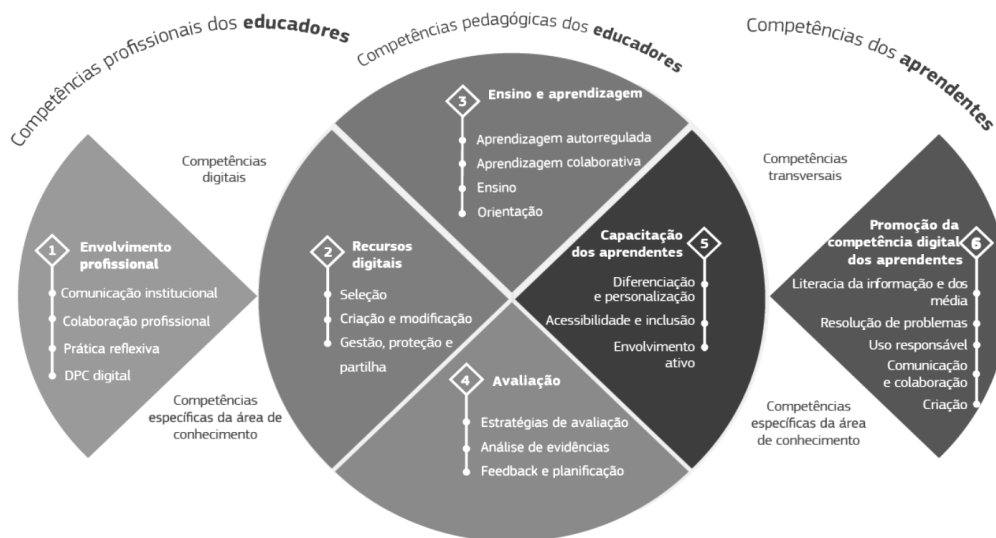 Competências profissionais dos educadores
Competências pedagógicas dos educadores
Competências dos aprendentes
Competências
digitais
1
Envolvimento
profissional
Comunicação institucional
Colaboração profissional
Prática reflexiva
DPC digital
Competências
específicas da área de
conhecimento
2
Recursos
digitais
Seleção
Criação e modificação
Gestão, proteção e
partilha
3
Ensino e aprendizagem
Aprendizagem autorregulada
Aprendizagem colaborativa
Ensino
Orientação
4
Avaliação
Estratégias de avaliação
Análise de evidências
Feedback e planificação
Capacitação
dos aprendentes
5
Diferenciação
e personalização
Acessibilidade e inclusão
Envolvimento
ativo
Competências
transversais
Promoção da
competência digital
dos aprendentes
6
Literacia da informação e dos
média
Resolução de problemas
Uso responsável
Comunicação
e colaboração
Criação
Competências
específicas da área
de conhecimento